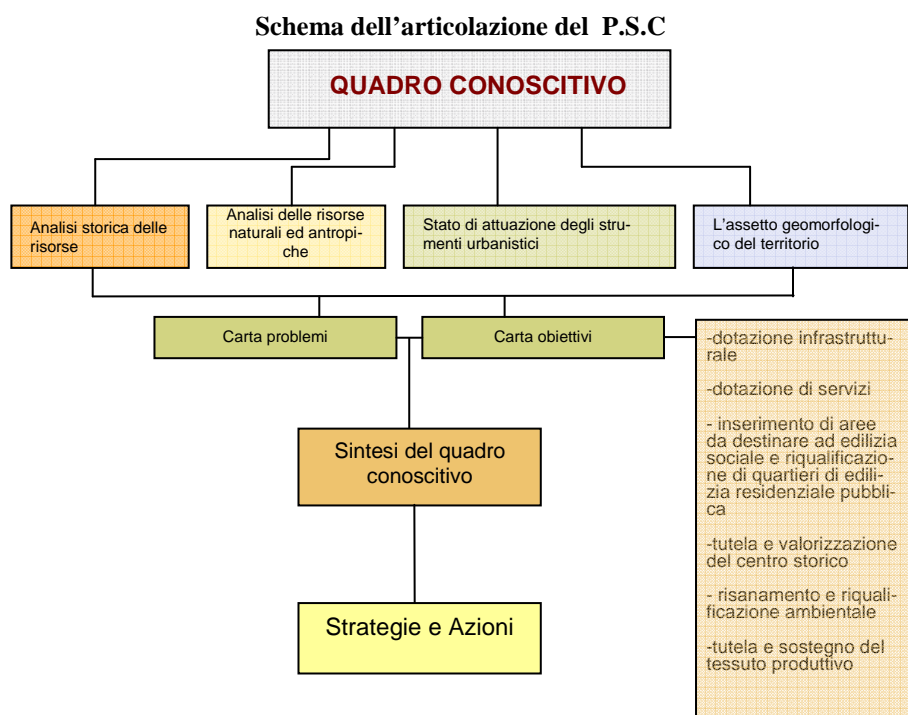 Schema dell'articolazione del  P.S.C
QUADRO CONOSCITIVO
Analisi storica delle
risorse
Analisi delle risorse
naturali ed antropi-
che
Stato di attuazione degli stru-
menti urbanistici
L'assetto geomorfologi-
co del territorio
Carta problemi
Carta obiettivi
-dotazione infrastruttu-
rale
-dotazione di servizi
- inserimento di aree
da destinare ad edilizia
sociale e riqualificazio-
ne di quartieri di edili-
zia residenziale pubbli-
ca
-tutela e valorizzazione
del centro storico
- risanamento e riquali-
ficazione ambientale
-tutela e sostegno del
tessuto produttivo
Sintesi del quadro
conoscitivo
Strategie e Azioni